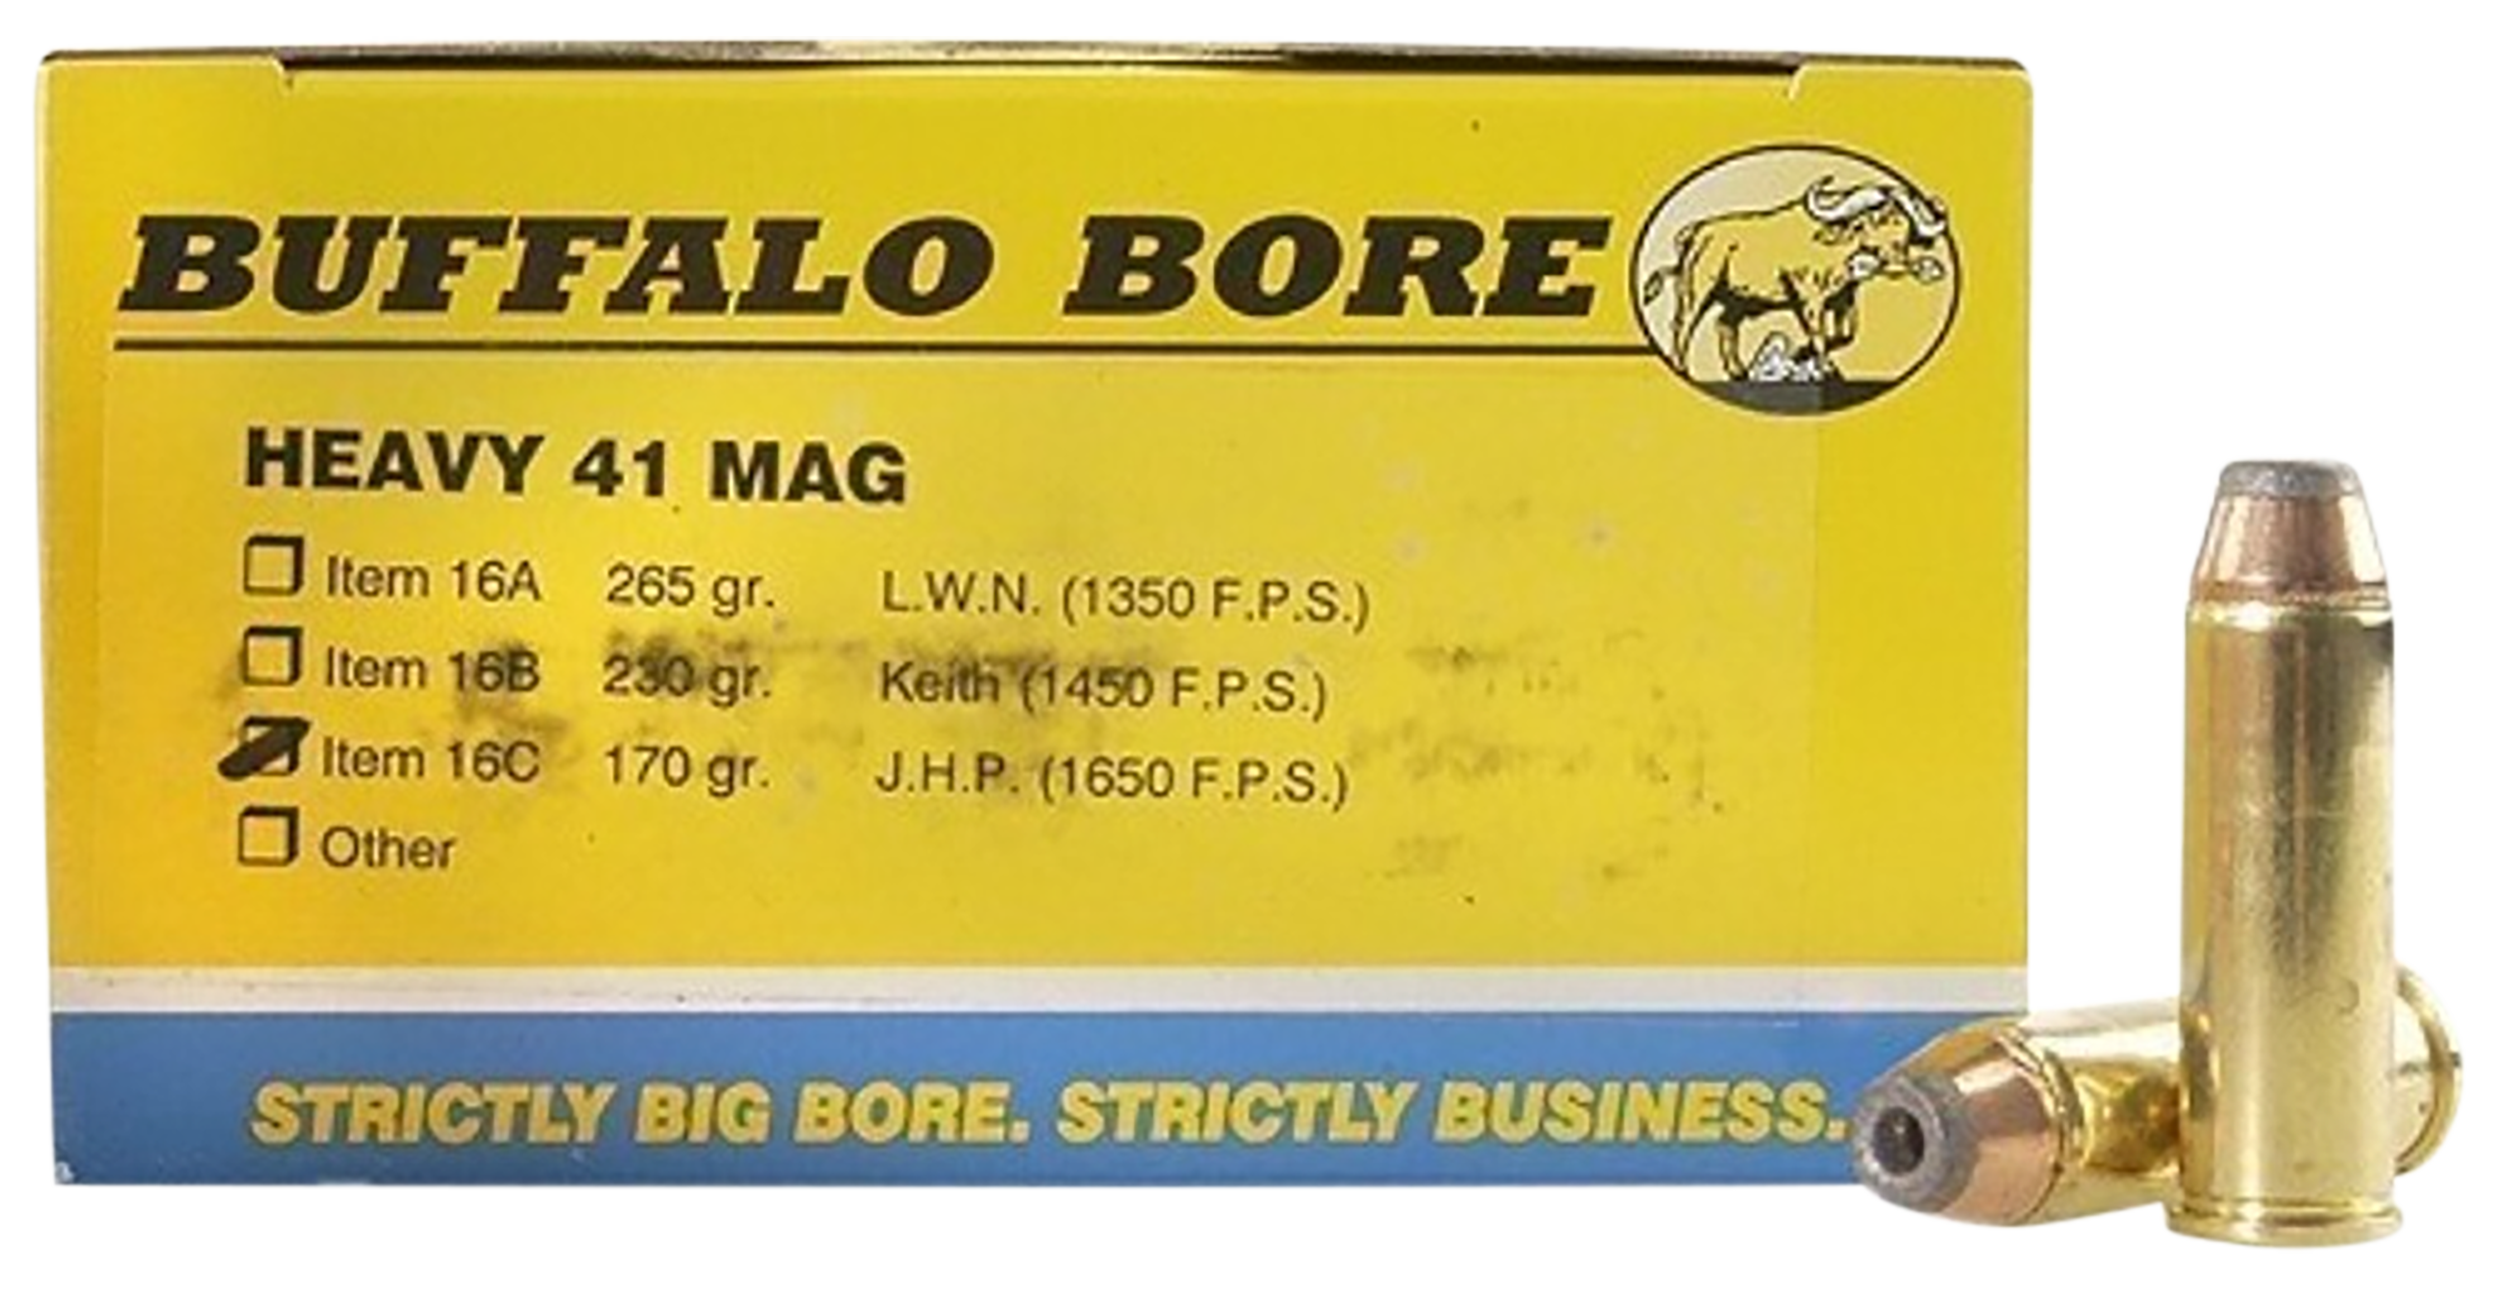 BUFFALO BORE
HEAVY 41 MAG
Item 16A 265 gr. L.W.N. (1350 F.P.S.)
Item 16B 230 gr. Keith (1450 F.P.S.)
Item 16C 170 gr. J.H.P. (1650 F.P.S.)
Other
STRICTLY BIG BORE. STRICTLY BUSINESS.